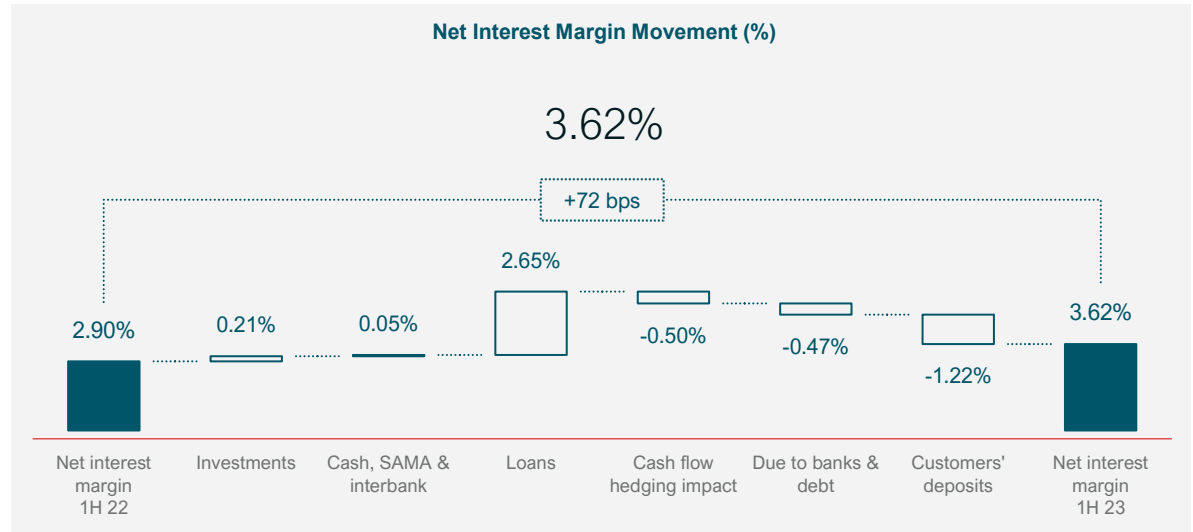 Net Interest Margin Movement (%)
3.62%
+72 bps
2.90%
0.21%
0.05%
2.65%
-0.50%
-0.47%
-1.22%
3.62%
Net interest
margin
1H 22
Investments
Cash, SAMA &
interbank
Loans
Cash flow
hedging impact
Due to banks &
debt
Customers'
deposits
Net interest
margin
1H 23